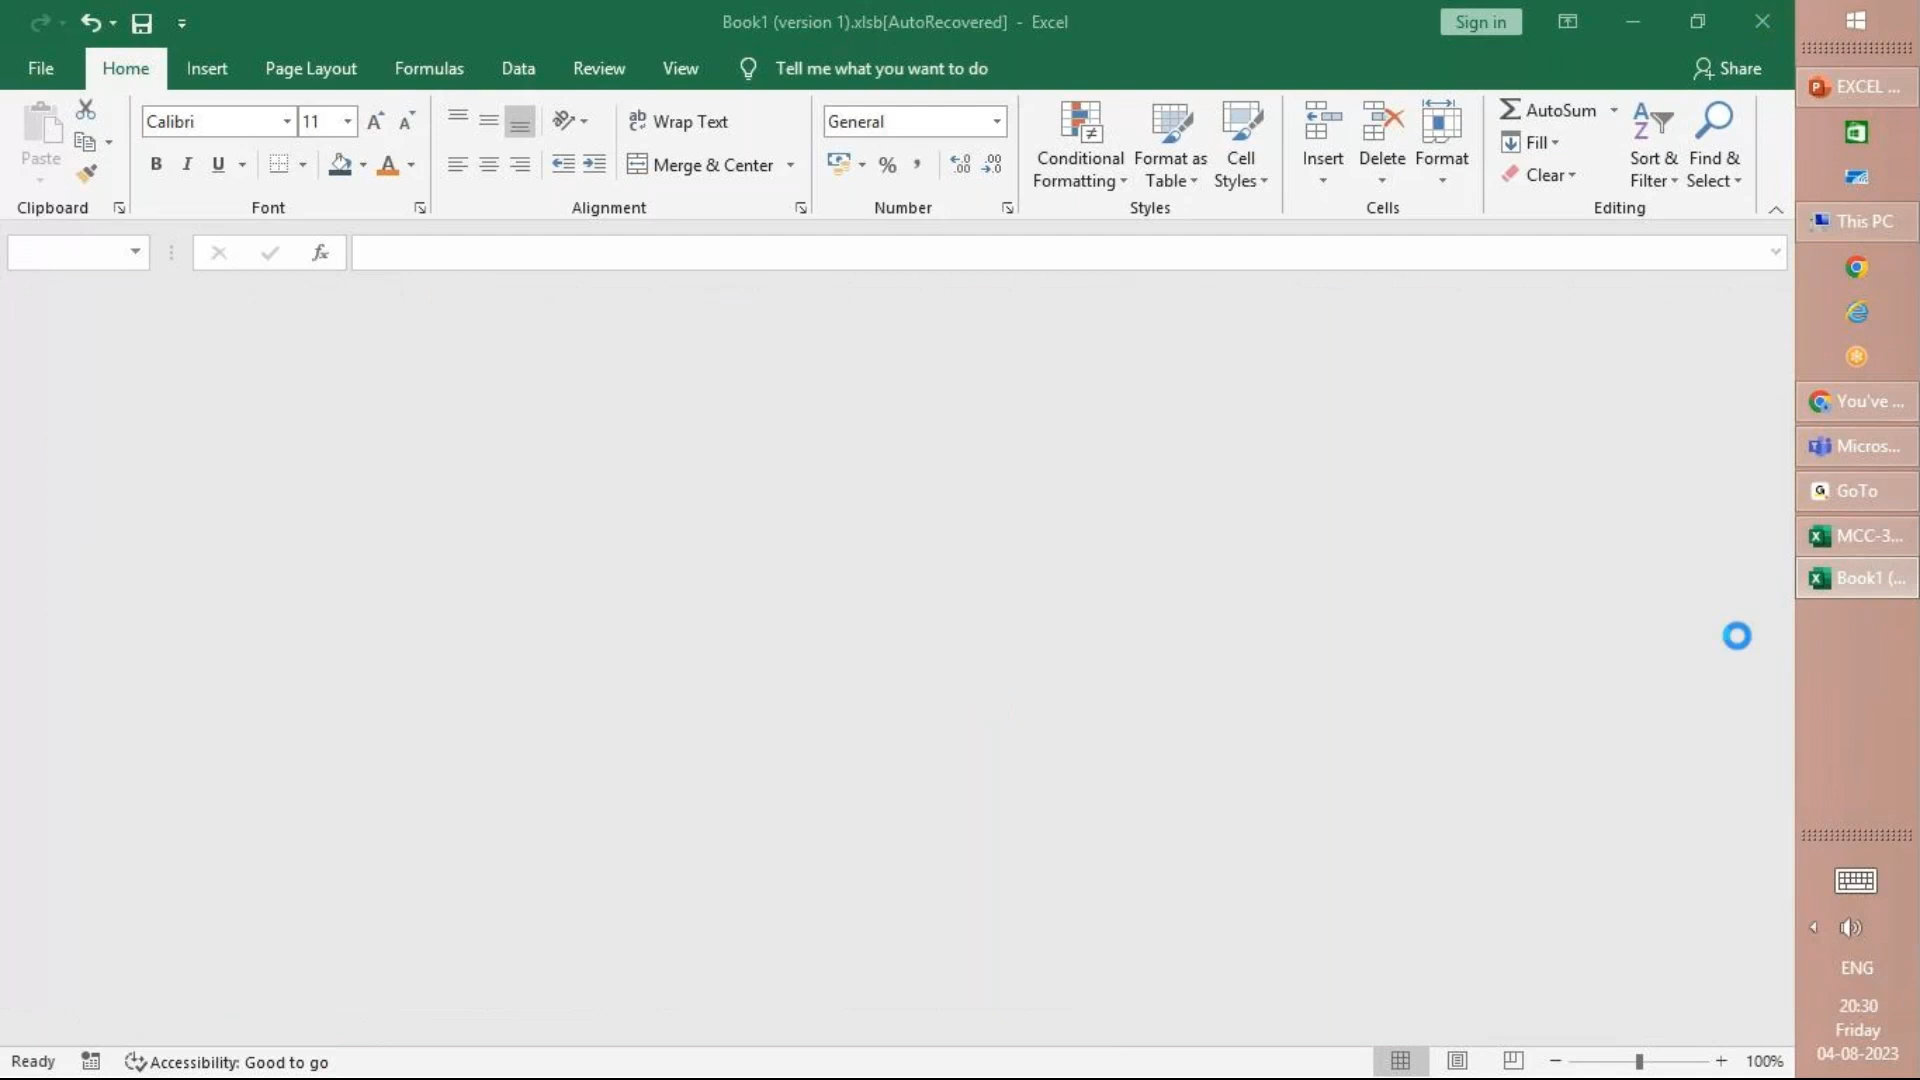 Book1 (version 1).xlsb[AutoRecovered] - Excel
Sign in
File Home Insert Page Layout Formulas Data Review View Tell me what you want to do Share
Paste
Clipboard
Calibri 11
B I U A
Font
ab Wrap Text
Merge & Center
Alignment
General
% ,
Number
Conditional Formatting
Format as Table
Cell Styles
Styles
Insert Delete Format
Cells
AutoSum
Fill
Clear
Sort & Filter
Find & Select
Editing
fx
EXCEL ...
This PC
You've ...
Micros...
GoTo
MCC-3...
Book1 (...
ENG
20:30
Friday
04-08-2023
Ready Accessibility: Good to go
100%